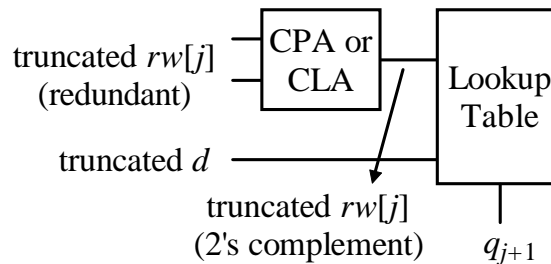 truncated rw[j]
(redundant)
CPA or
CLA
Lookup
Table
truncated d
truncated rw[j]
(2's complement)
qj+1